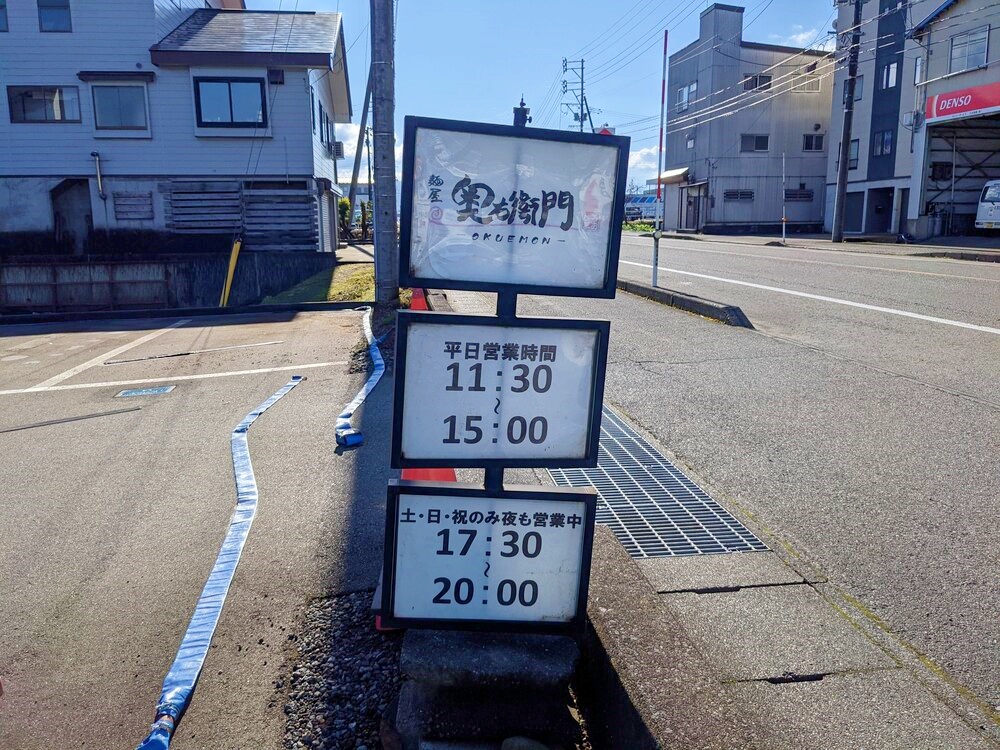 麺屋
奥右衛門
OKUEMON
平日営業時間
11:30
~
15:00
土・日・祝のみ夜も営業中
17:30
~
20:00
DENSO